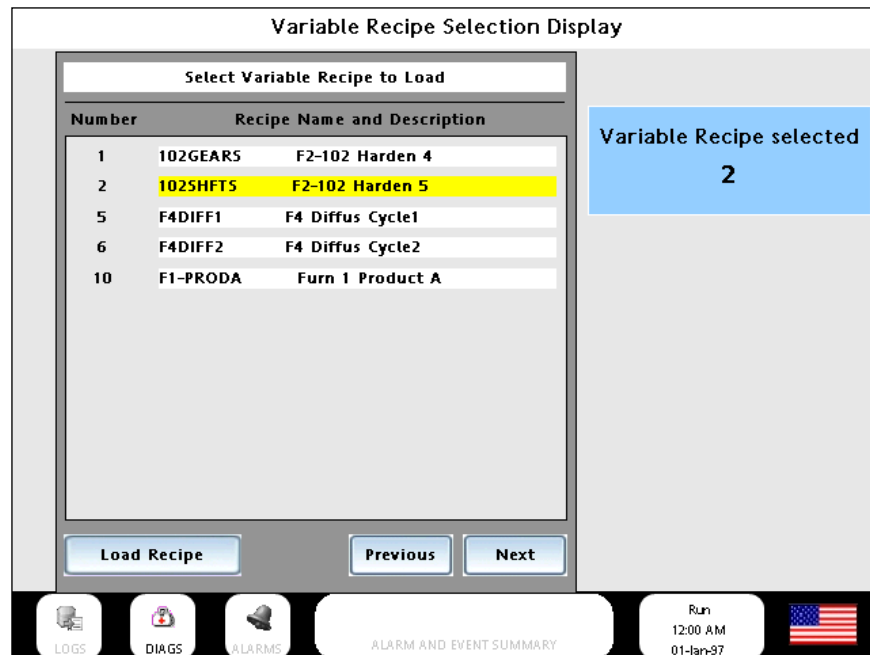 Variable Recipe Selection Display
Select Variable Recipe to Load
Number Recipe Name and Description
1 102GEARS F2-102 Harden 4
2 102SHFTS F2-102 Harden 5
5 F4DIFF1 F4 Diffus Cycle1
6 F4DIFF2 F4 Diffus Cycle2
10 F1-PRODA Furn 1 Product A
Variable Recipe selected
2
Load Recipe Previous Next
LOGS DIAGS ALARMS ALARM AND EVENT SUMMARY
Run
12:00 AM
01-Jan-97